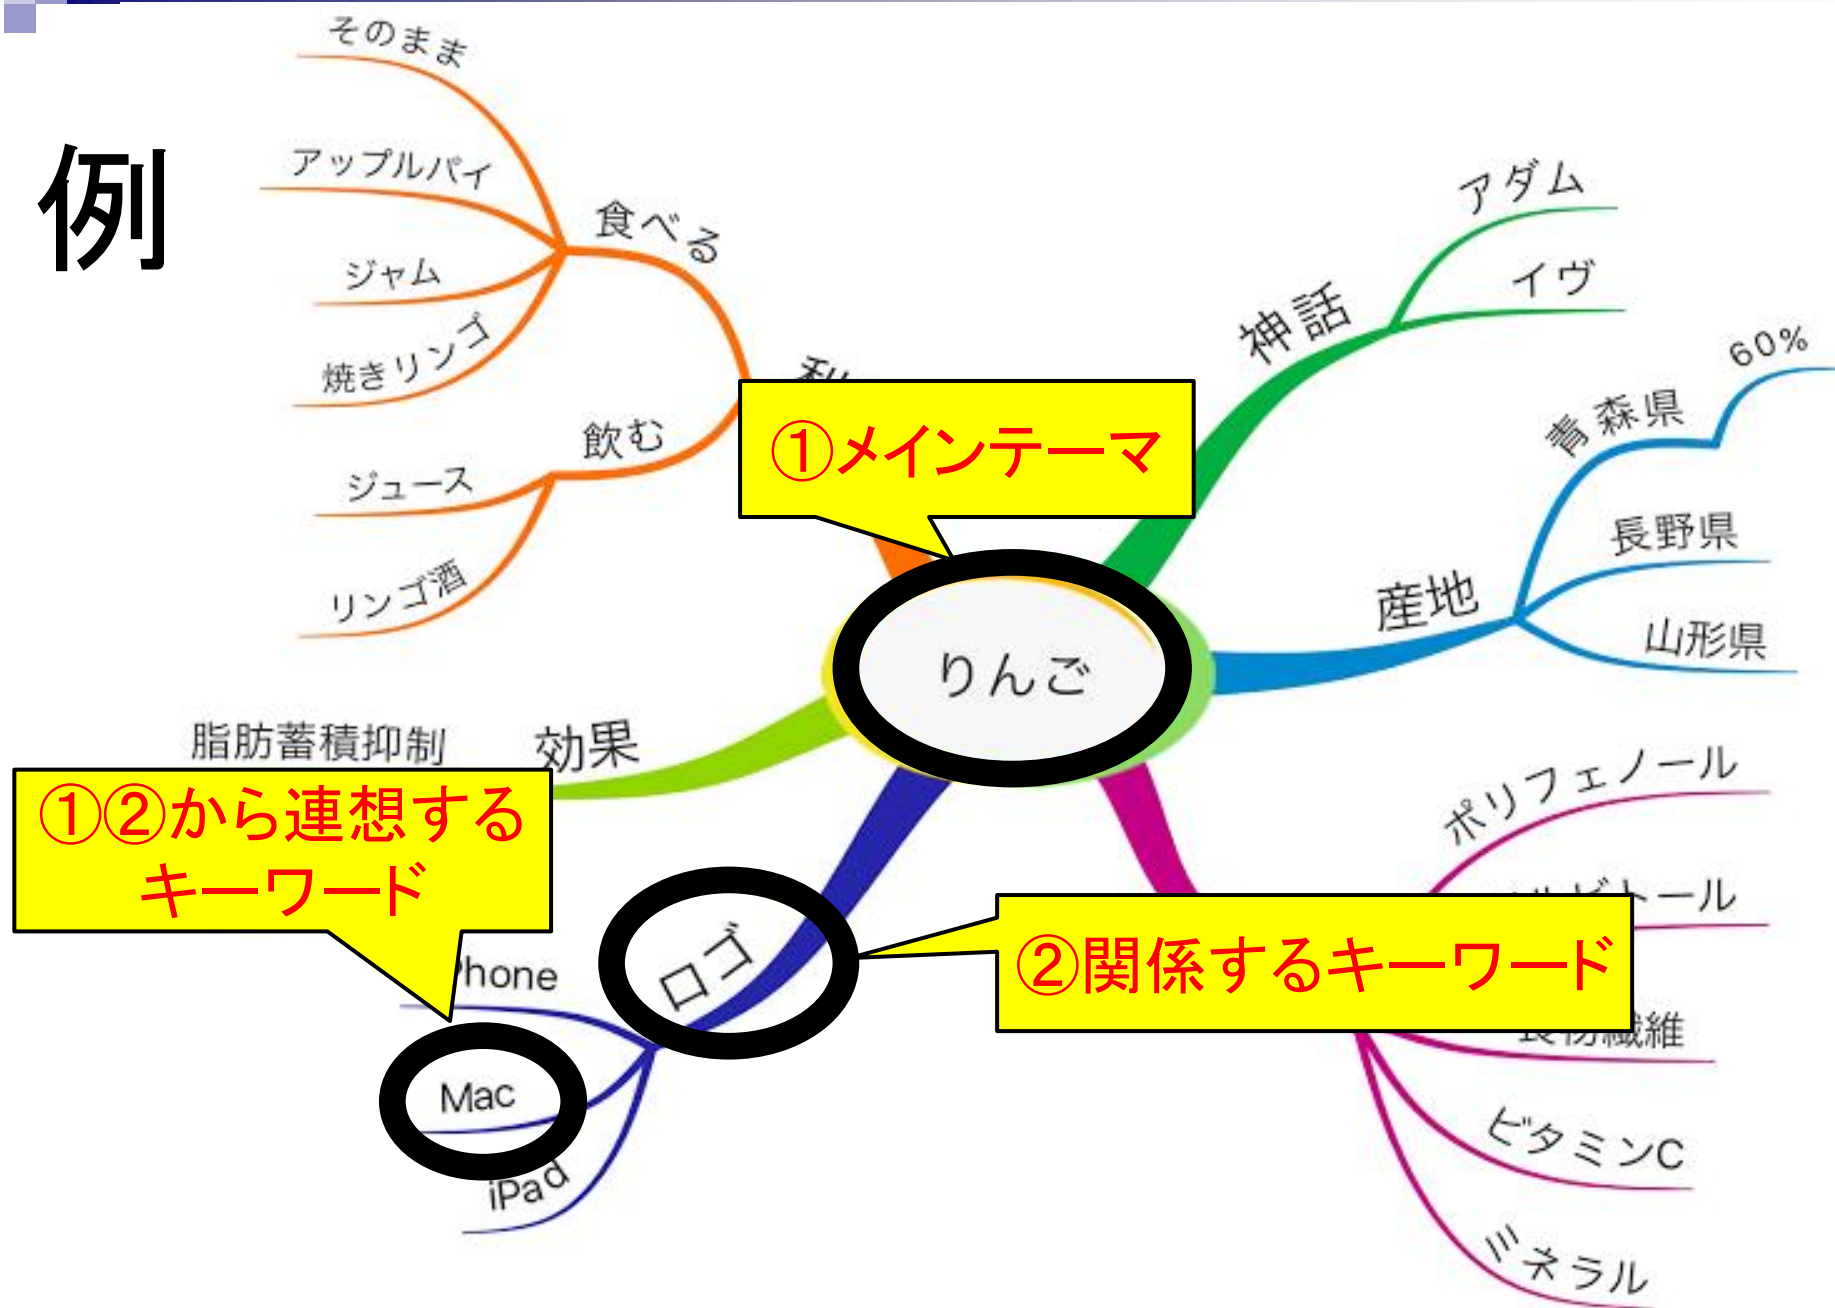 例
そのまま
アップルパイ
ジャム
焼きリンゴ
食べる
飲む
ジュース
リンゴ酒
①メインテーマ
りんご
神話
アダム
イヴ
産地
青森県
60%
長野県
山形県
効果
脂肪蓄積抑制
①②から連想する
キーワード
ロゴ
Phone
Mac
iPad
②関係するキーワード
ポリフェノール
ビトール
繊維
ビタミンC
ミネラル